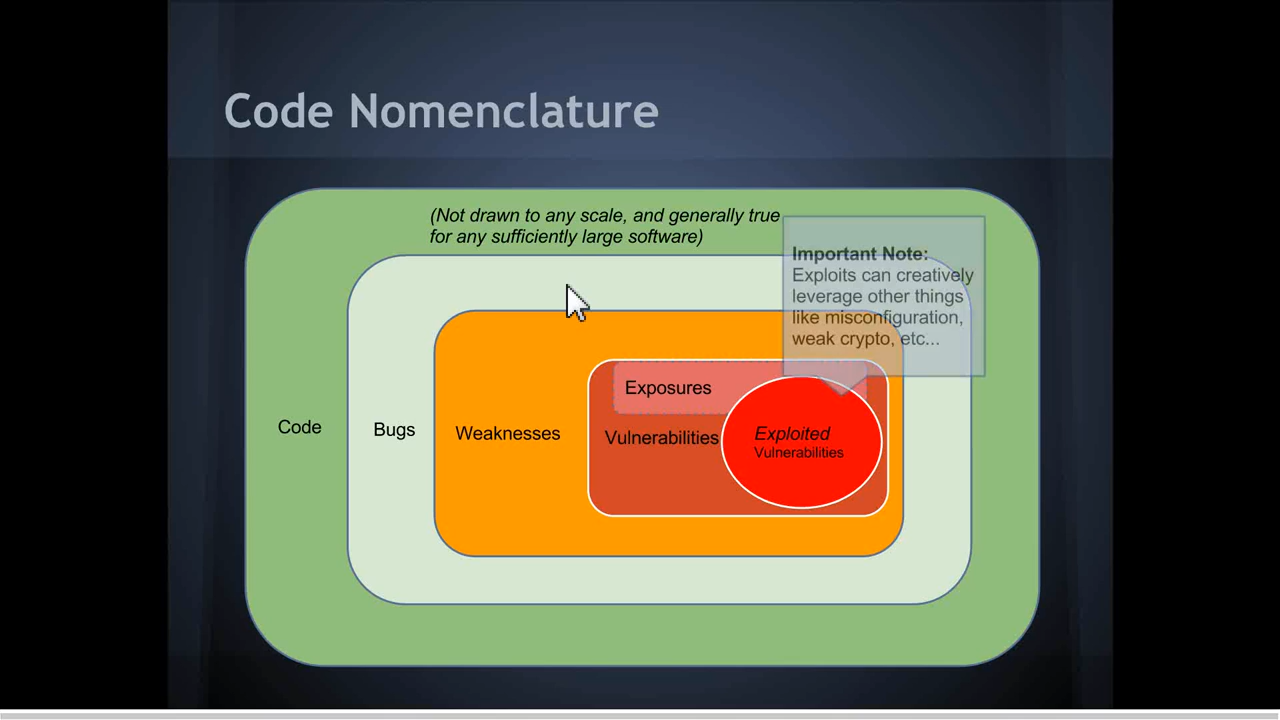 Code Nomenclature
(Not drawn to any scale, and generally true
for any sufficiently large software)
Important Note:
Exploits can creatively
leverage other things
like misconfiguration,
weak crypto, etc...
Exposures
Code
Bugs
Weaknesses
Vulnerabilities
Exploited
Vulnerabilities